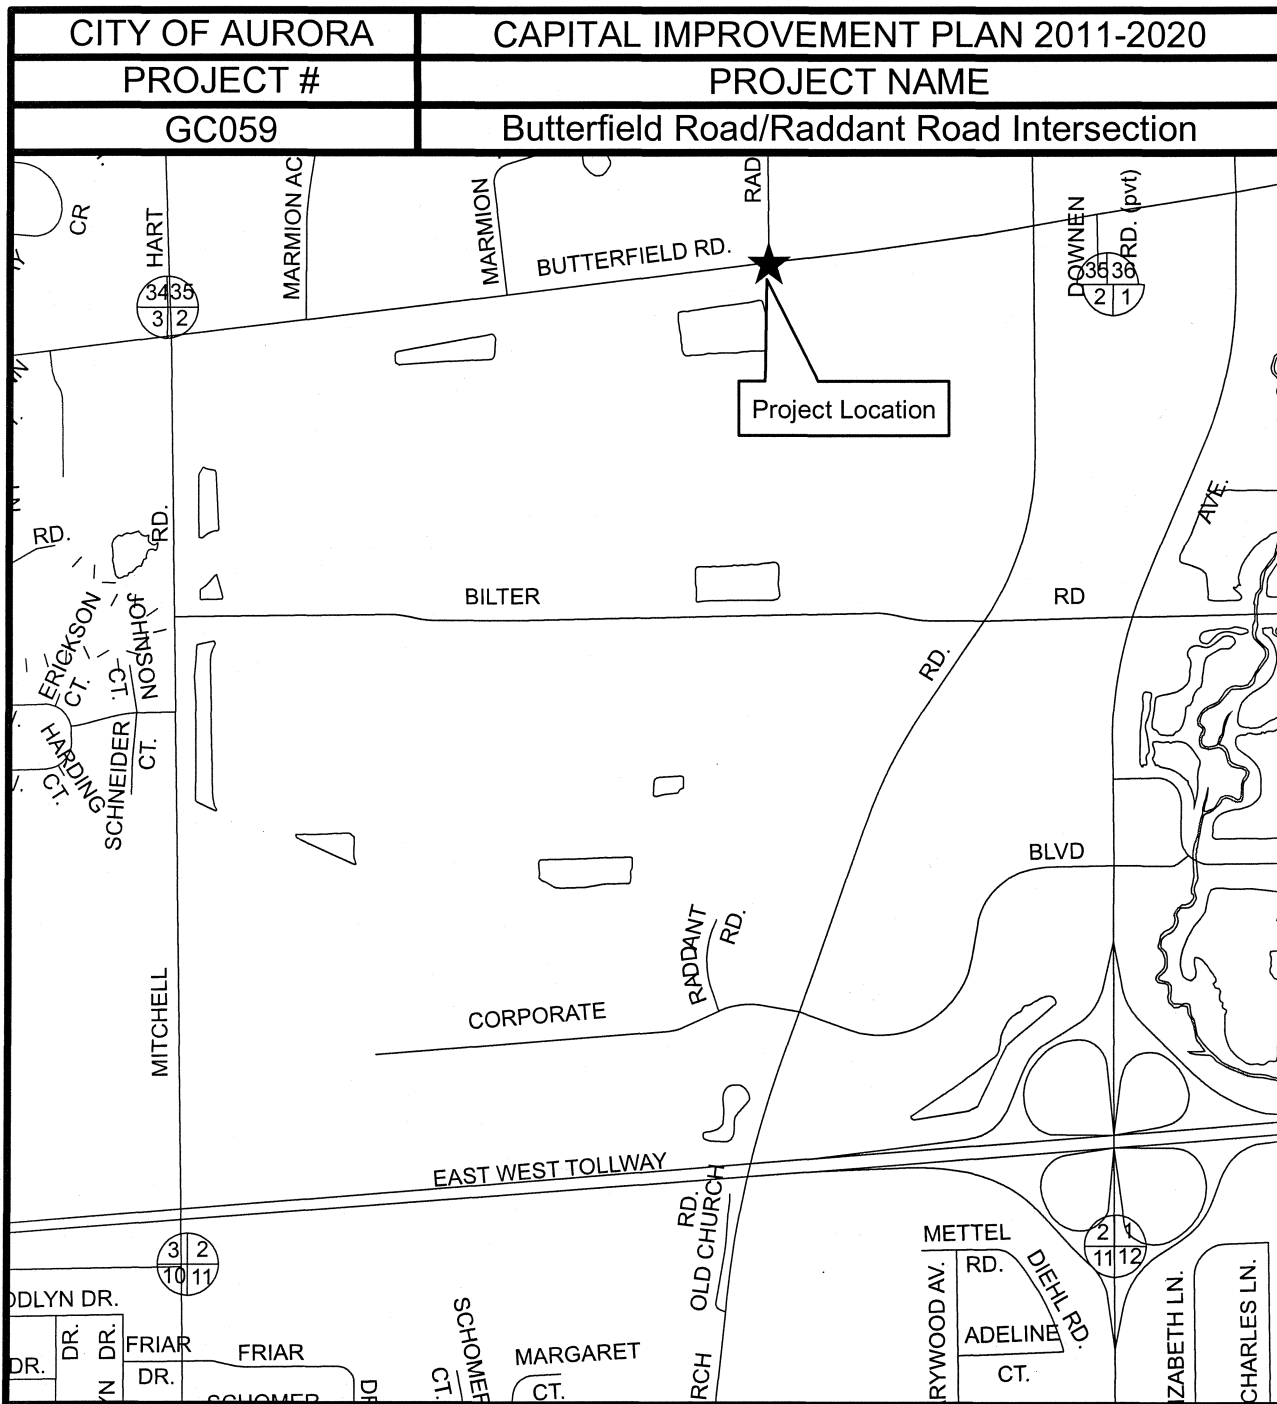 CITY OF AURORA
CAPITAL IMPROVEMENT PLAN 2011-2020
PROJECT #
PROJECT NAME
GC059
Butterfield Road/Raddant Road Intersection
CR
HART
MARMION AC
MARMION
RAD
BUTTERFIELD RD.
DOWNEN
RD. (pvt)
34 35
3 2
35 36
2 1
Project Location
AVE.
RD.
RD.
BILTER
RD
ERICKSON
CT.
JOHNSON
CT.
RD.
HARDING
CT.
SCHNEIDER
CT.
BLVD
RADDANT
RD.
MITCHELL
CORPORATE
EAST WEST TOLLWAY
RD.
OLD CHURCH
METTEL
RD.
DIEHL RD.
2 1
11 12
3 2
10 11
ODLYN DR.
DR.
DR.
YN
DR.
FRIAR
DR.
FRIAR
SCHOMER
DR
SCHOMER
CT.
MARGARET
CT.
RCH
RYWOOD AV.
ADELINE
CT.
IZABETH LN.
CHARLES LN.